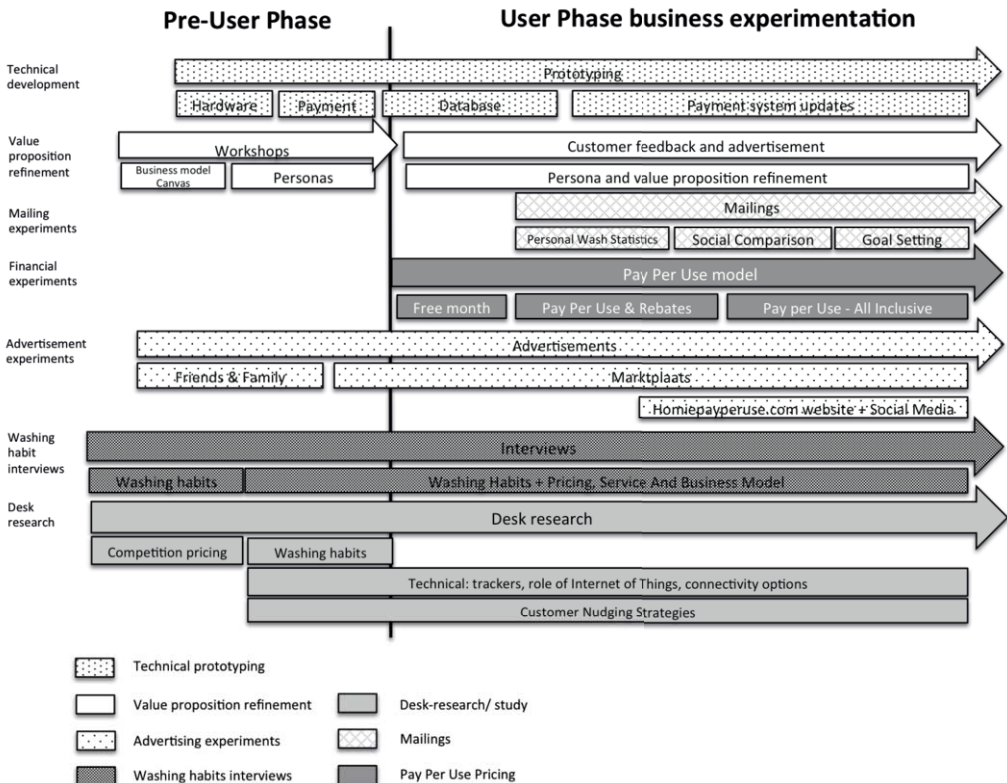 Pre-User Phase
User Phase business experimentation
Technical
development
Prototyping
Hardware
Payment
Database
Payment system updates
Value
proposition
refinement
Workshops
Customer feedback and advertisement
Business model
Canvas
Personas
Persona and value proposition refinement
Mailing
experiments
Mailings
Personal Wash Statistics
Social Comparison
Goal Setting
Financial
experiments
Pay Per Use model
Free month
Pay Per Use & Rebates
Pay per Use - All Inclusive
Advertisement
experiments
Advertisements
Friends & Family
Marktplaats
Homiepayperuse.com website + Social Media
Washing
habit
interviews
Interviews
Washing habits
Washing Habits + Pricing, Service And Business Model
Desk
research
Desk research
Competition pricing
Washing habits
Technical: trackers, role of Internet of Things, connectivity options
Customer Nudging Strategies
Technical prototyping
Value proposition refinement
Desk-research/ study
Advertising experiments
Mailings
Washing habits interviews
Pay Per Use Pricing